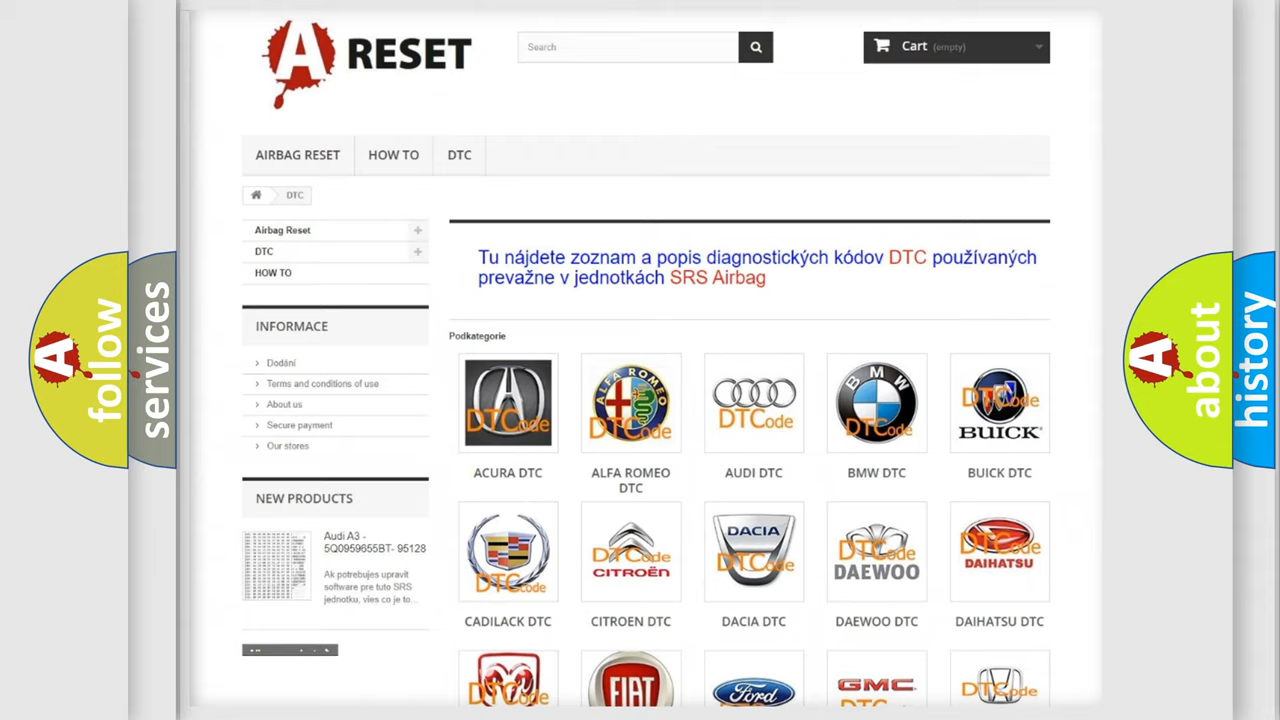 A RESET
Search
Cart (empty)
AIRBAG RESET
HOW TO
DTC
DTC
Airbag Reset
DTC
HOW TO
Tu nájdete zoznam a popis diagnostických kódov DTC používaných
prevažne v jednotkách SRS Airbag
INFORMACE
Dodání
Terms and conditions of use
About us
Secure payment
Our stores
NEW PRODUCTS
Audi A3 -
5Q0959655BT- 95128
Ak potrebujes upravit
software pre tuto SRS
jednotku, vies co je to...
Podkategorie
DTCode
ALFA ROMEO
DTCode
DTCode
BMW
DTCode
DTCode
BUICK
ACURA DTC
ALFA ROMEO
DTC
AUDI DTC
BMW DTC
BUICK DTC
DTCode
DTCode
CITROËN
DACIA
DTCode
DTCode
DAEWOO
DTCode
DAIHATSU
CADILACK DTC
CITROEN DTC
DACIA DTC
DAEWOO DTC
DAIHATSU DTC
DTCode
FIAT
Ford
GMC
DTCode
A follow
services
A about
history